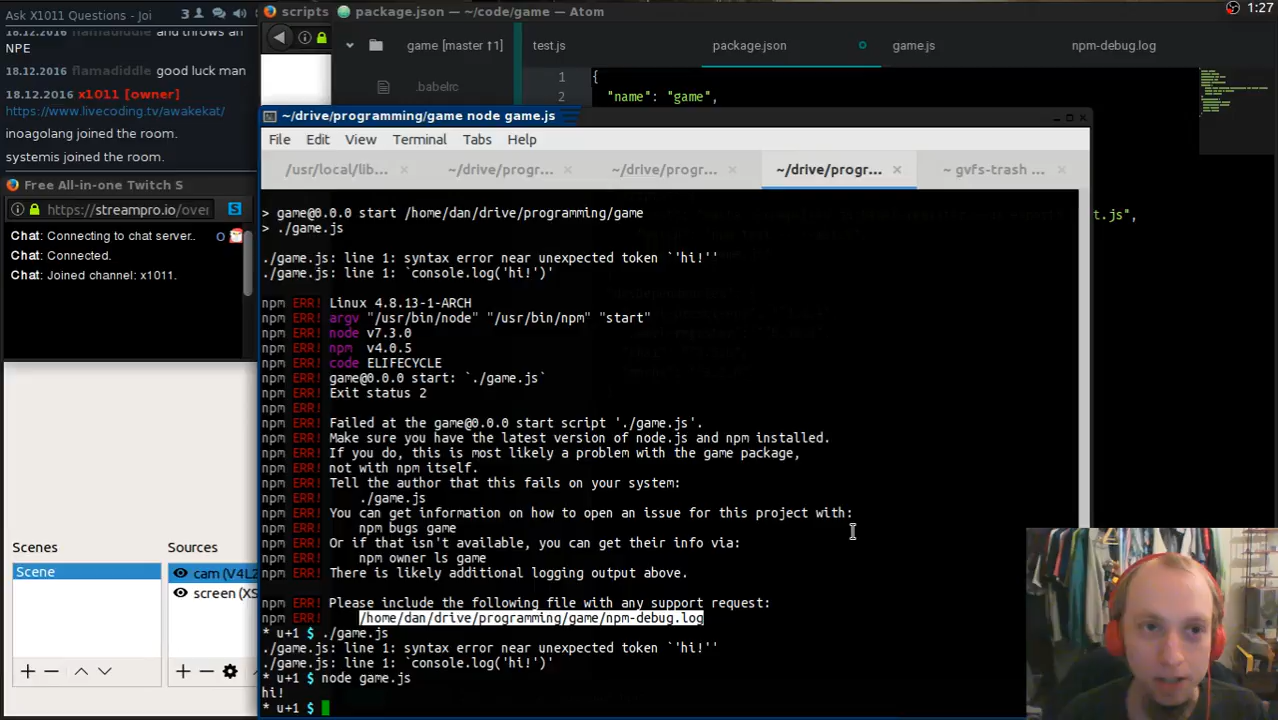 Ask X1011 Questions - Joi 3
18.12.2016 flamadiddle and throws an
NPE
18.12.2016 flamadiddle good luck man
18.12.2016 x1011 [owner]
https://www.livecoding.tv/awakekat/
inoagolang joined the room.
systemis joined the room.
Free All-in-one Twitch S
https://streampro.io/over
Chat: Connecting to chat server.. 0
Chat: Connected.
Chat: Joined channel: x1011.
Scenes
Sources
Scene
cam (V4L2
screen (XS
scripts
package.json — ~/code/game — Atom
1:27
game [master ↑1]
test.js
package.json
game.js
npm-debug.log
.babelrc
1 {
2 "name": "game",
t.js",
~/drive/programming/game node game.js
File Edit View Terminal Tabs Help
/usr/local/lib... ~/drive/progr... ~/drive/progr... ~/drive/progr... ~ gvfs-trash ...
> game@0.0.0 start /home/dan/drive/programming/game
> ./game.js
./game.js: line 1: syntax error near unexpected token `'hi!''
./game.js: line 1: `console.log('hi!')'
npm ERR! Linux 4.8.13-1-ARCH
npm ERR! argv "/usr/bin/node" "/usr/bin/npm" "start"
npm ERR! node v7.3.0
npm ERR! npm v4.0.5
npm ERR! code ELIFECYCLE
npm ERR! game@0.0.0 start: `./game.js`
npm ERR! Exit status 2
npm ERR!
npm ERR! Failed at the game@0.0.0 start script './game.js'.
npm ERR! Make sure you have the latest version of node.js and npm installed.
npm ERR! If you do, this is most likely a problem with the game package,
npm ERR! not with npm itself.
npm ERR! Tell the author that this fails on your system:
npm ERR! ./game.js
npm ERR! You can get information on how to open an issue for this project with:
npm ERR! npm bugs game
npm ERR! Or if that isn't available, you can get their info via:
npm ERR! npm owner ls game
npm ERR! There is likely additional logging output above.
npm ERR! Please include the following file with any support request:
npm ERR! /home/dan/drive/programming/game/npm-debug.log
* u+1 $ ./game.js
./game.js: line 1: syntax error near unexpected token `'hi!''
./game.js: line 1: `console.log('hi!')'
* u+1 $ node game.js
hi!
* u+1 $